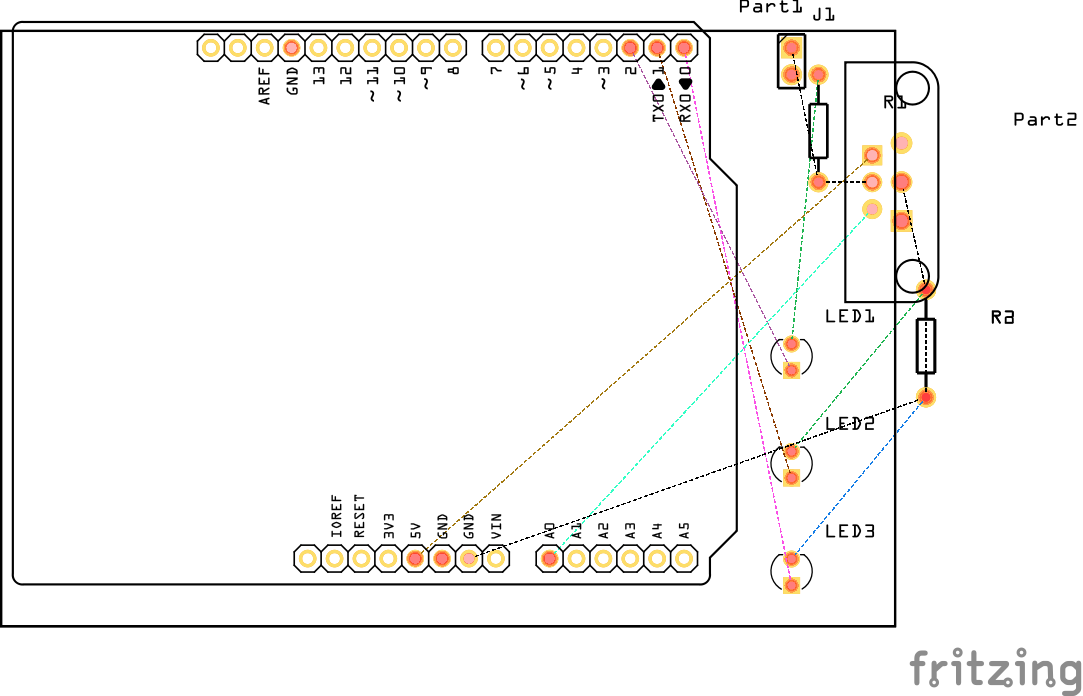 Part1 J1
AREF GND 13 12 ~11 ~10 ~9 8 7 ~6 ~5 4 ~3 2 TX0 1 RX0 0
R1
Part2
LED1
R3
LED2
LED3
IOREF RESET 3V3 5V GND GND VIN A0 A1 A2 A3 A4 A5
fritzing